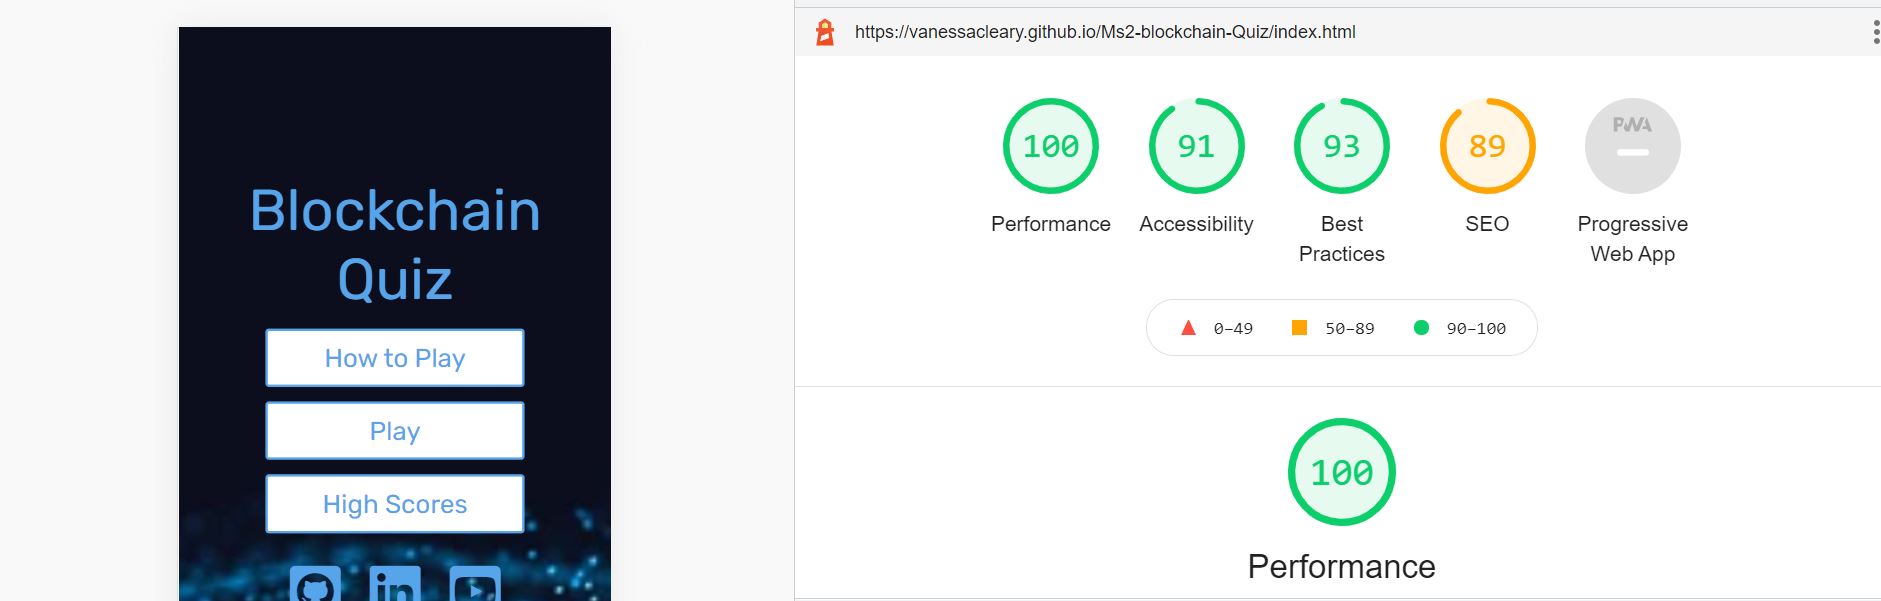 Blockchain
Quiz
How to Play
Play
High Scores
in
https://vanessacleary.github.io/Ms2-blockchain-Quiz/index.html
100
Performance
91
Accessibility
93
Best
Practices
89
SEO
PWA
Progressive
Web App
0–49
50–89
90–100
100
Performance